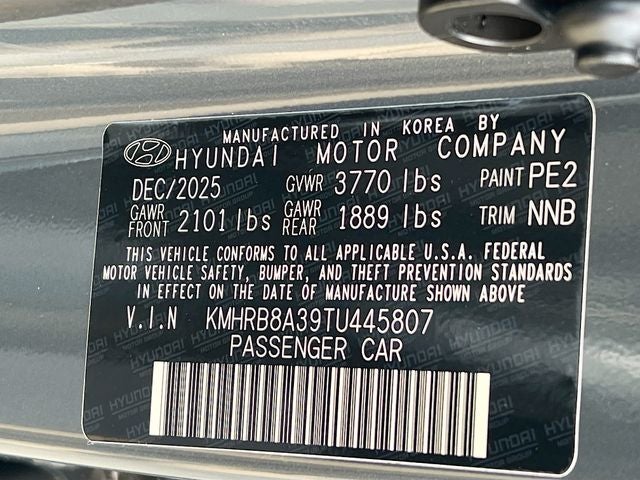 MANUFACTURED IN KOREA BY
HYUNDAI MOTOR COMPANY
DEC/2025 GVWR 3770 lbs PAINT PE2
GAWR FRONT 2101 lbs GAWR REAR 1889 lbs TRIM NNB
THIS VEHICLE CONFORMS TO ALL APPLICABLE U.S.A. FEDERAL
MOTOR VEHICLE SAFETY, BUMPER, AND THEFT PREVENTION STANDARDS
IN EFFECT ON THE DATE OF MANUFACTURE SHOWN ABOVE.
V.I.N KMHRB8A39TU445807
PASSENGER CAR